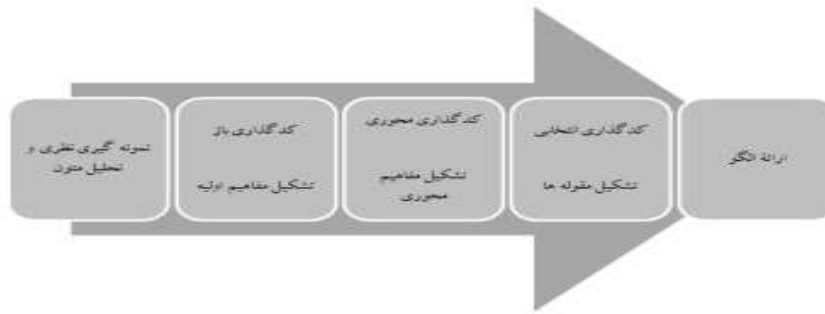 نمونه گیری نظری و
تحلیل متون
کدگذاری باز
تشکیل مفاهیم اولیه
کدگذاری محوری
تشکیل مفاهیم
محوری
کدگذاری انتخابی
تشکیل مقوله ها
ارائة الگو